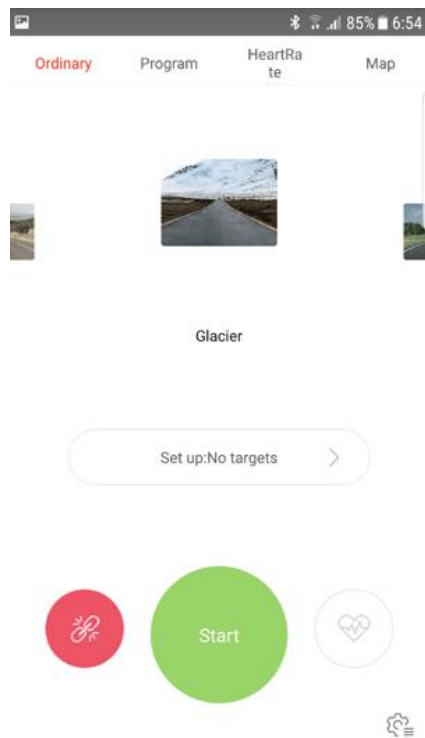 85% 6:54
Ordinary Program HeartRa
te Map
Glacier
Set up:No targets
Start